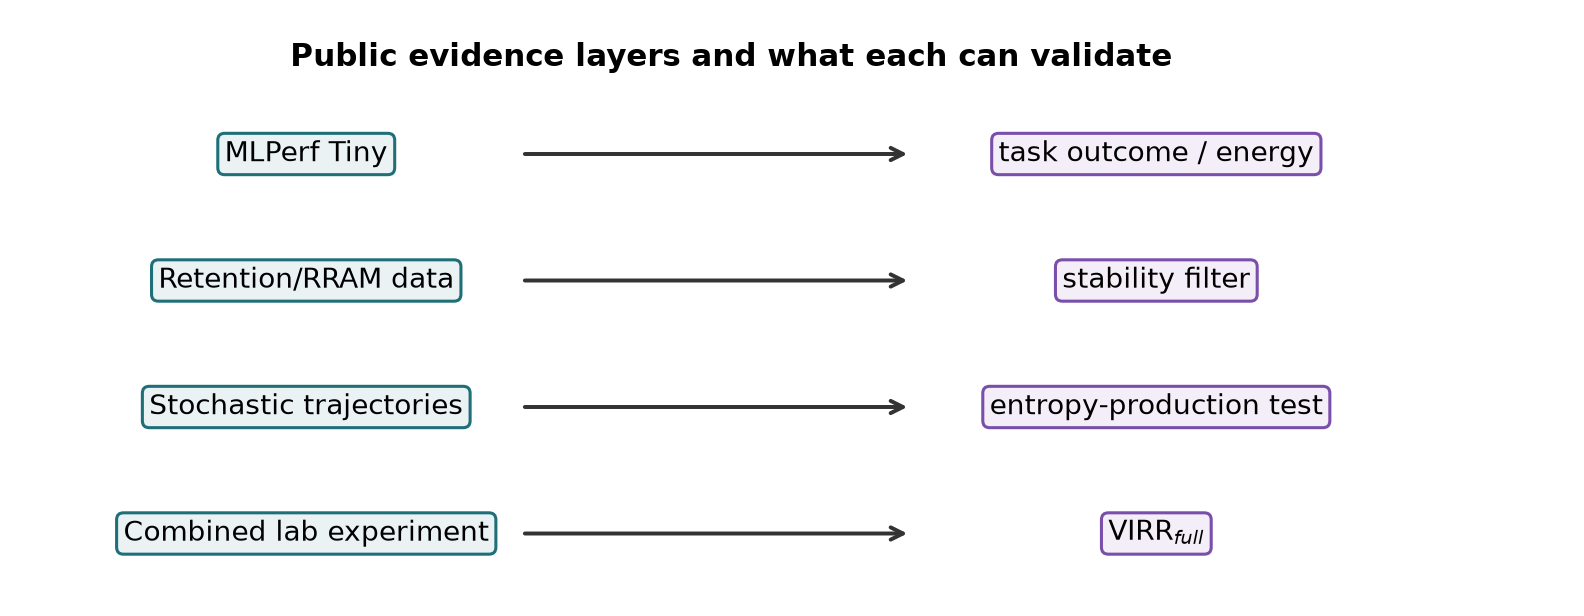 Public evidence layers and what each can validate
MLPerf Tiny
task outcome / energy
Retention/RRAM data
stability filter
Stochastic trajectories
entropy-production test
Combined lab experiment
VIRRfull